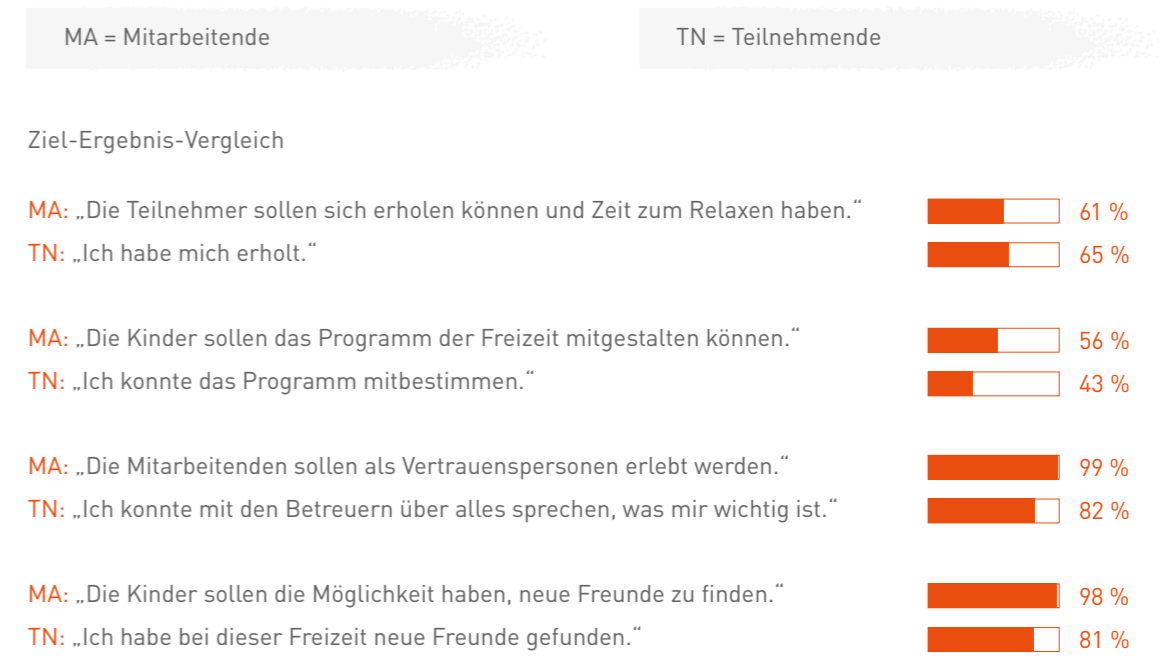 MA = Mitarbeitende
TN = Teilnehmende
Ziel-Ergebnis-Vergleich
MA: „Die Teilnehmer sollen sich erholen können und Zeit zum Relaxen haben.“ 61 %
TN: „Ich habe mich erholt.“ 65 %
MA: „Die Kinder sollen das Programm der Freizeit mitgestalten können.“ 56 %
TN: „Ich konnte das Programm mitbestimmen.“ 43 %
MA: „Die Mitarbeitenden sollen als Vertrauenspersonen erlebt werden.“ 99 %
TN: „Ich konnte mit den Betreuern über alles sprechen, was mir wichtig ist.“ 82 %
MA: „Die Kinder sollen die Möglichkeit haben, neue Freunde zu finden.“ 98 %
TN: „Ich habe bei dieser Freizeit neue Freunde gefunden.“ 81 %